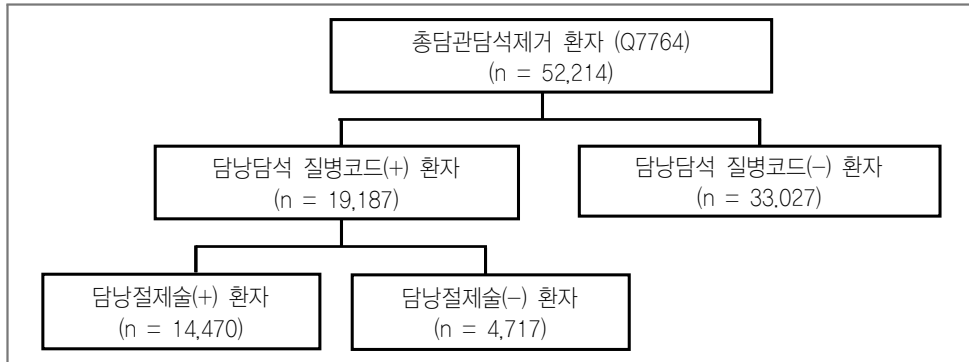 총담관담석제거 환자 (Q7764)
(n = 52,214)
담낭담석 질병코드(+) 환자
(n = 19,187)
담낭담석 질병코드(-) 환자
(n = 33,027)
담낭절제술(+) 환자
(n = 14,470)
담낭절제술(-) 환자
(n = 4,717)